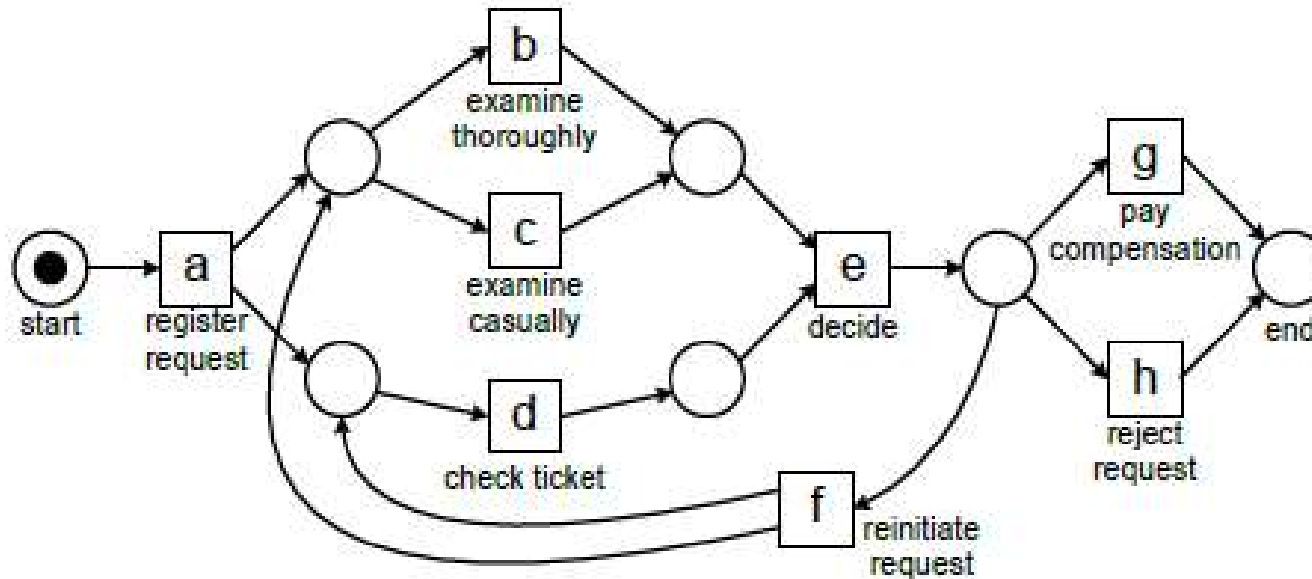 b
examine
thoroughly
c
examine
casually
start
a
register
request
d
check ticket
e
decide
g
pay
compensation
h
reject
request
end
f
reinitiate
request